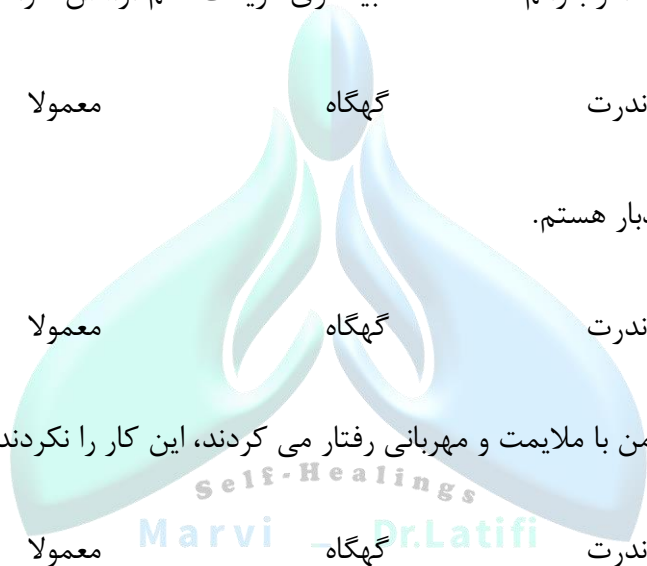 ندرت گهگاه معمولا
هستم.
ندرت گهگاه معمولا
من با ملایمت و مهربانی رفتار می کردند، این کار را نکردند
Self-Healings
Marvi _ Dr.Latifi
ندرت گهگاه معمولا